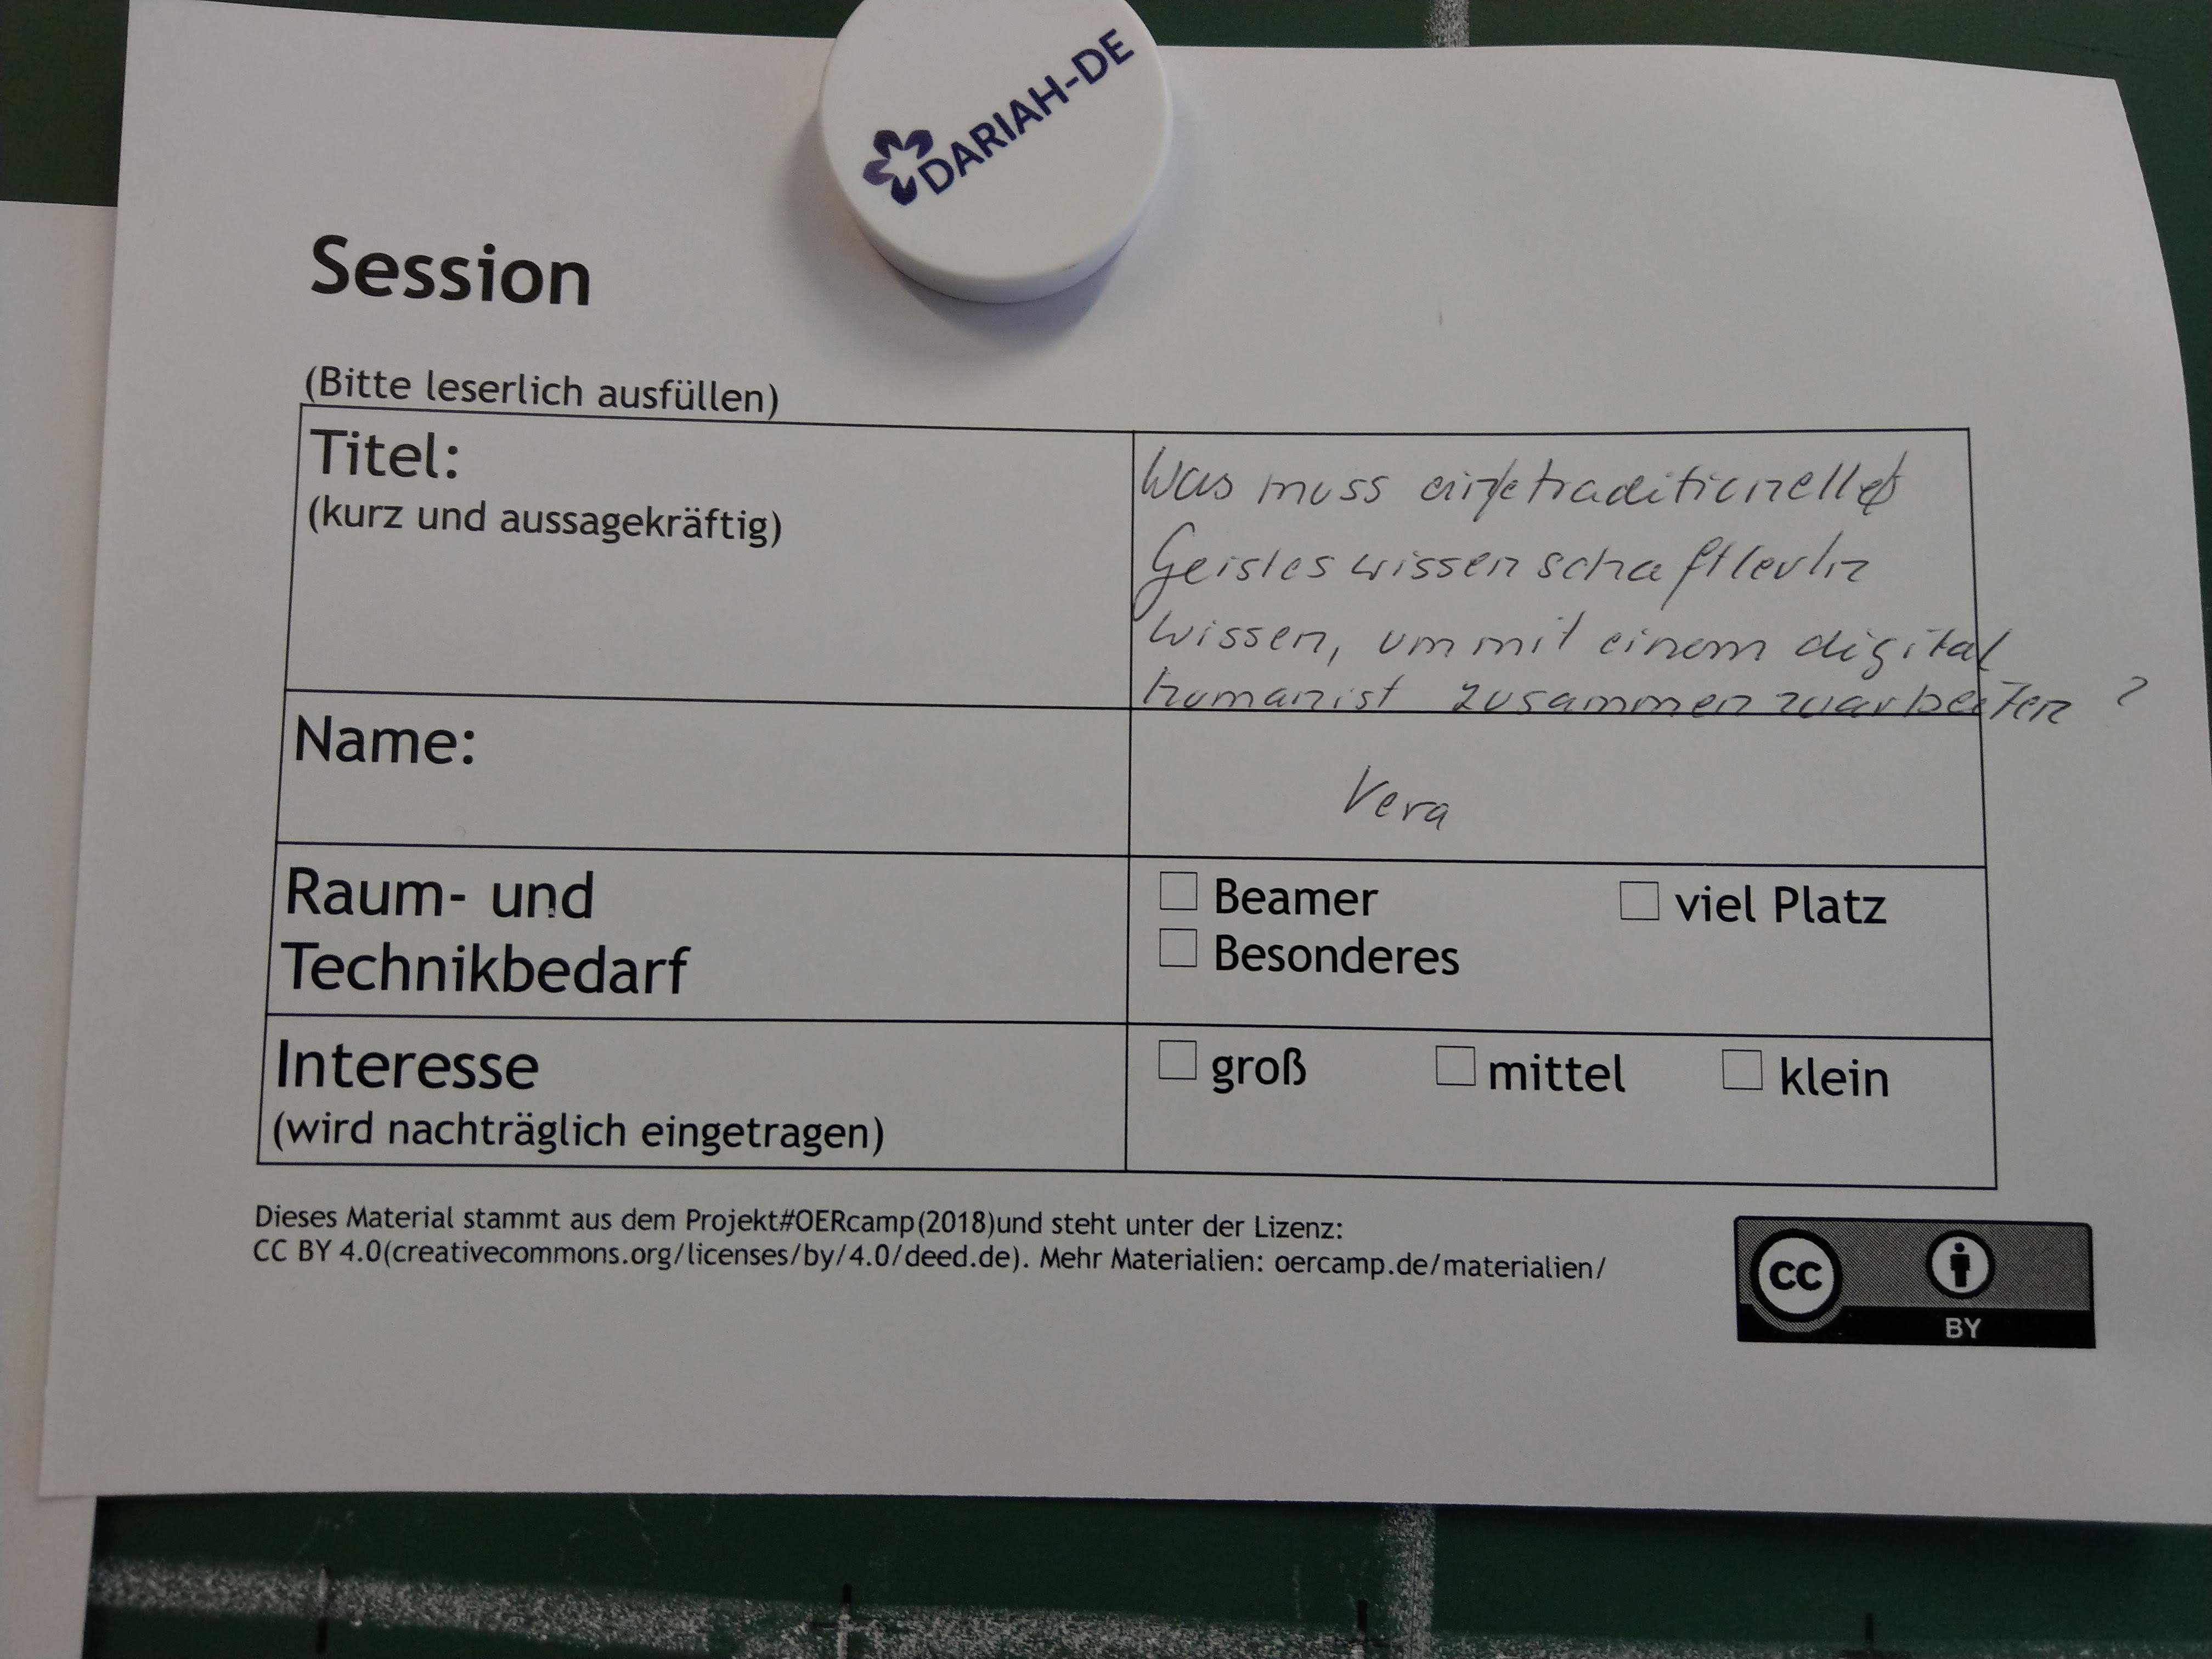 DARIAH-DE
Session
(Bitte leserlich ausfüllen)
Titel:
(kurz und aussagekräftig)
Was muss eine traditionelle
GeisteswissenschaftlerIn
wissen, um mit einem digital
humanist zusammenzuarbeiten ?
Name:
Vera
Raum- und
Technikbedarf
Beamer
viel Platz
Besonderes
Interesse
(wird nachträglich eingetragen)
groß
mittel
klein
Dieses Material stammt aus dem Projekt#OERcamp(2018)und steht unter der Lizenz:
CC BY 4.0(creativecommons.org/licenses/by/4.0/deed.de). Mehr Materialien: oercamp.de/materialien/
cc
BY